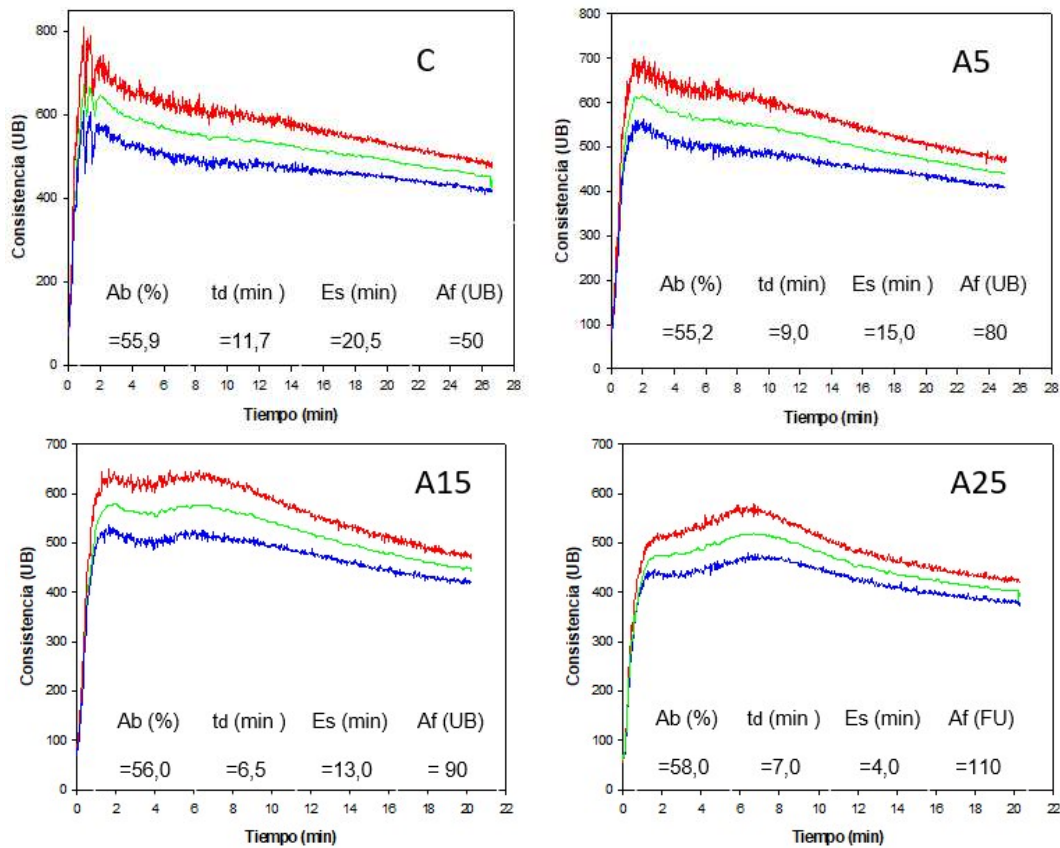 C
Consistencia (UB)
800
600
400
200
0
Ab (%) td (min ) Es (min) Af (UB)
=55,9 =11,7 =20,5 =50
0 2 4 6 8 10 12 14 16 18 20 22 24 26 28
Tiempo (min)
A5
Consistencia (UB)
800
700
600
500
400
300
200
100
0
Ab (%) td (min) Es (min ) Af (UB)
=55,2 =9,0 =15,0 =80
0 2 4 6 8 10 12 14 16 18 20 22 24 26 28
Tiempo (min)
A15
Consistencia (UB)
700
600
500
400
300
200
100
0
Ab (%) td (min ) Es (min) Af (UB)
=56,0 =6,5 =13,0 = 90
0 2 4 6 8 10 12 14 16 18 20 22
Tiempo (min)
A25
Consistencia (UB)
700
600
500
400
300
200
100
0
Ab (%) td (min ) Es (min) Af (FU)
=58,0 =7,0 =4,0 =110
0 2 4 6 8 10 12 14 16 18 20 22
Tiempo (min)